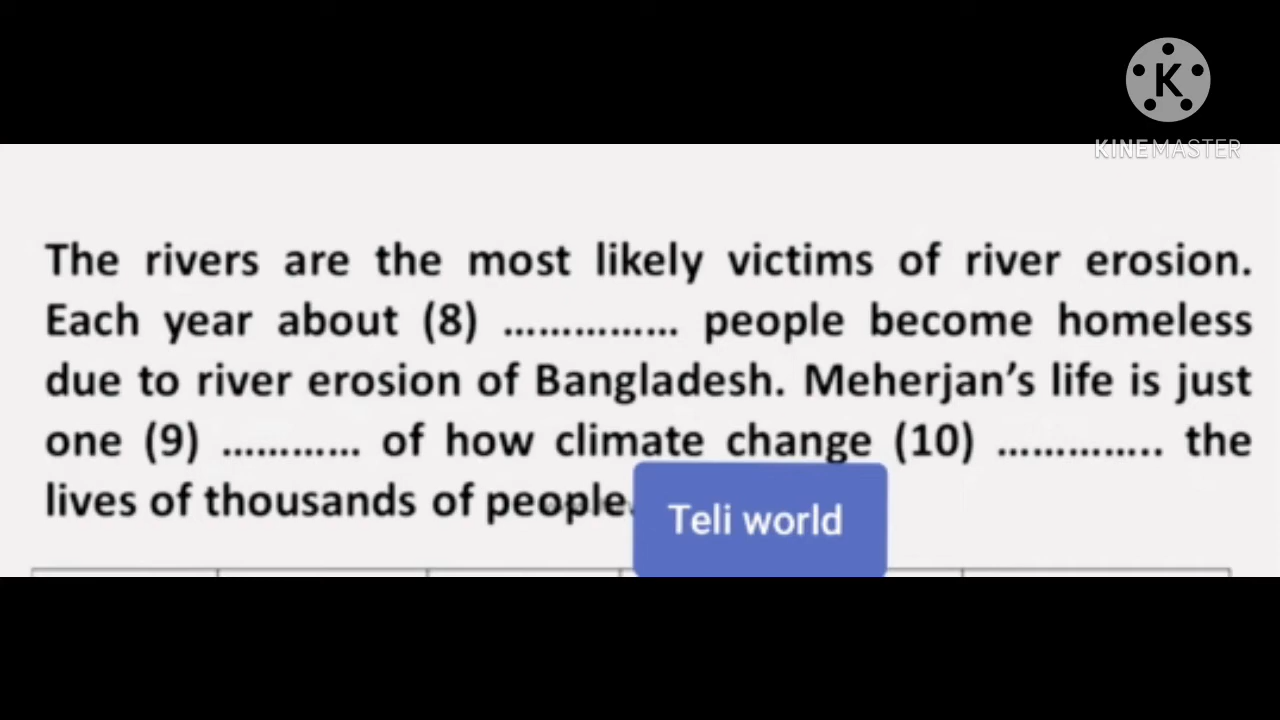 K
KINEMASTER
The rivers are the most likely victims of river erosion.
Each year about (8) ................ people become homeless
due to river erosion of Bangladesh. Meherjan's life is just
one (9) ............. of how climate change (10) ............... the
lives of thousands of people.
Teli world